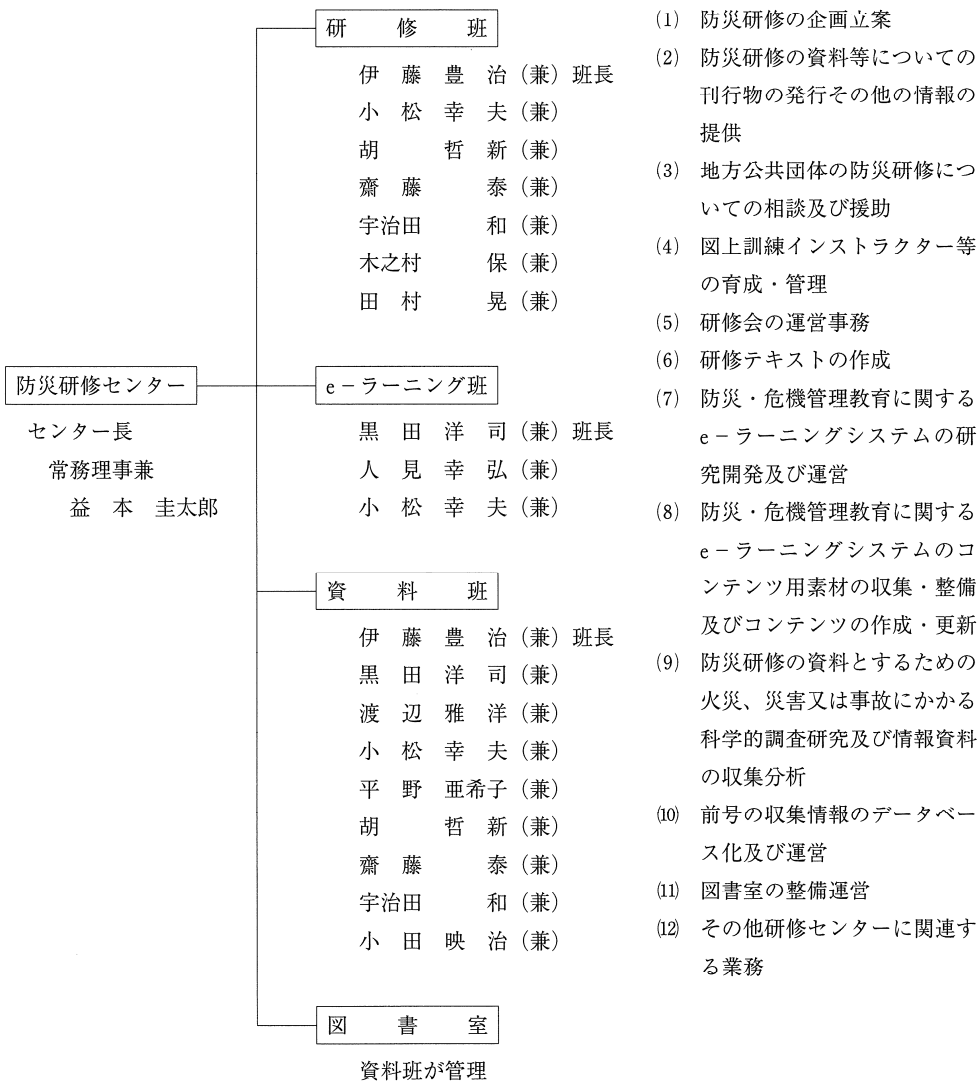 防災研修センター
センター長
常務理事兼
益本 圭太郎
研修班
伊藤豊治(兼)班長
小松幸夫(兼)
胡哲新(兼)
齋藤泰(兼)
宇治田和(兼)
木之村保(兼)
田村晃(兼)
e-ラーニング班
黒田洋司(兼)班長
人見幸弘(兼)
小松幸夫(兼)
資料班
伊藤豊治(兼)班長
黒田洋司(兼)
渡辺雅洋(兼)
小松幸夫(兼)
平野亜希子(兼)
胡哲新(兼)
齋藤泰(兼)
宇治田和(兼)
小田映治(兼)
図書室
資料班が管理
(1) 防災研修の企画立案
(2) 防災研修の資料等についての
刊行物の発行その他の情報の
提供
(3) 地方公共団体の防災研修につ
いての相談及び援助
(4) 図上訓練インストラクター等
の育成・管理
(5) 研修会の運営事務
(6) 研修テキストの作成
(7) 防災・危機管理教育に関する
e-ラーニングシステムの研
究開発及び運営
(8) 防災・危機管理教育に関する
e-ラーニングシステムのコ
ンテンツ用素材の収集・整備
及びコンテンツの作成・更新
(9) 防災研修の資料とするための
火災、災害又は事故にかかる
科学的調査研究及び情報資料
の収集分析
(10) 前号の収集情報のデータベー
ス化及び運営
(11) 図書室の整備運営
(12) その他研修センターに関連す
る業務